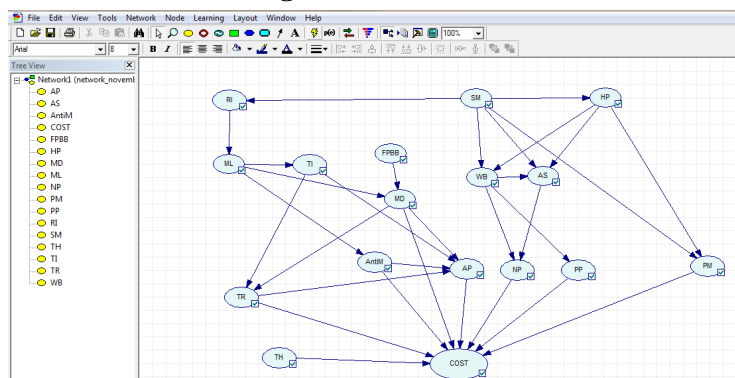 File Edit View Tools Network Node Learning Layout Window Help
100%
Arial 8 B I
Tree View
Network1 (network_novemb
AP
AS
AntiM
COST
FPBB
HP
MD
ML
NP
PM
PP
RI
SM
TH
TI
TR
WB
RI SM HP
FPBB
ML TI WB AS
MD
AntiM AP NP PP PM
TR
TH COST